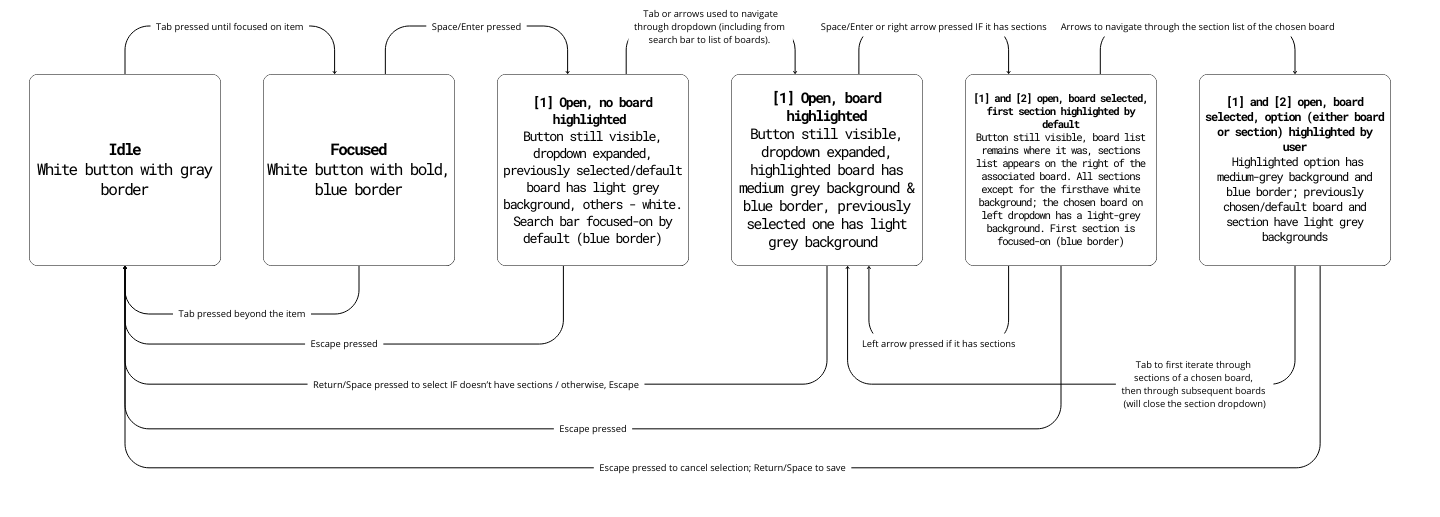 Tab pressed until focused on item
Space/Enter pressed
Tab or arrows used to navigate
through dropdown (including from
search bar to list of boards).
Space/Enter or right arrow pressed IF it has sections
Arrows to navigate through the section list of the chosen board
Idle
White button with gray
border
Focused
White button with bold,
blue border
[1] Open, no board
highlighted
Button still visible,
dropdown expanded,
previously selected/default
board has light grey
background, others - white.
Search bar focused-on by
default (blue border)
[1] Open, board
highlighted
Button still visible,
dropdown expanded,
highlighted board has
medium grey background &
blue border, previously
selected one has light
grey background
[1] and [2] open, board selected,
first section highlighted by
default
Button still visible, board list
remains where it was, sections
list appears on the right of the
associated board. All sections
except for the firsthave white
background; the chosen board on
left dropdown has a light-grey
background. First section is
focused-on (blue border)
[1] and [2] open, board
selected, option (either board
or section) highlighted by
user
Highlighted option has
medium-grey background and
blue border; previously
chosen/default board and
section have light grey
backgrounds
Tab pressed beyond the item
Escape pressed
Left arrow pressed if it has sections
Return/Space pressed to select IF doesn't have sections / otherwise, Escape
Tab to first iterate through
sections of a chosen board,
then through subsequent boards
(will close the section dropdown)
Escape pressed
Escape pressed to cancel selection; Return/Space to save